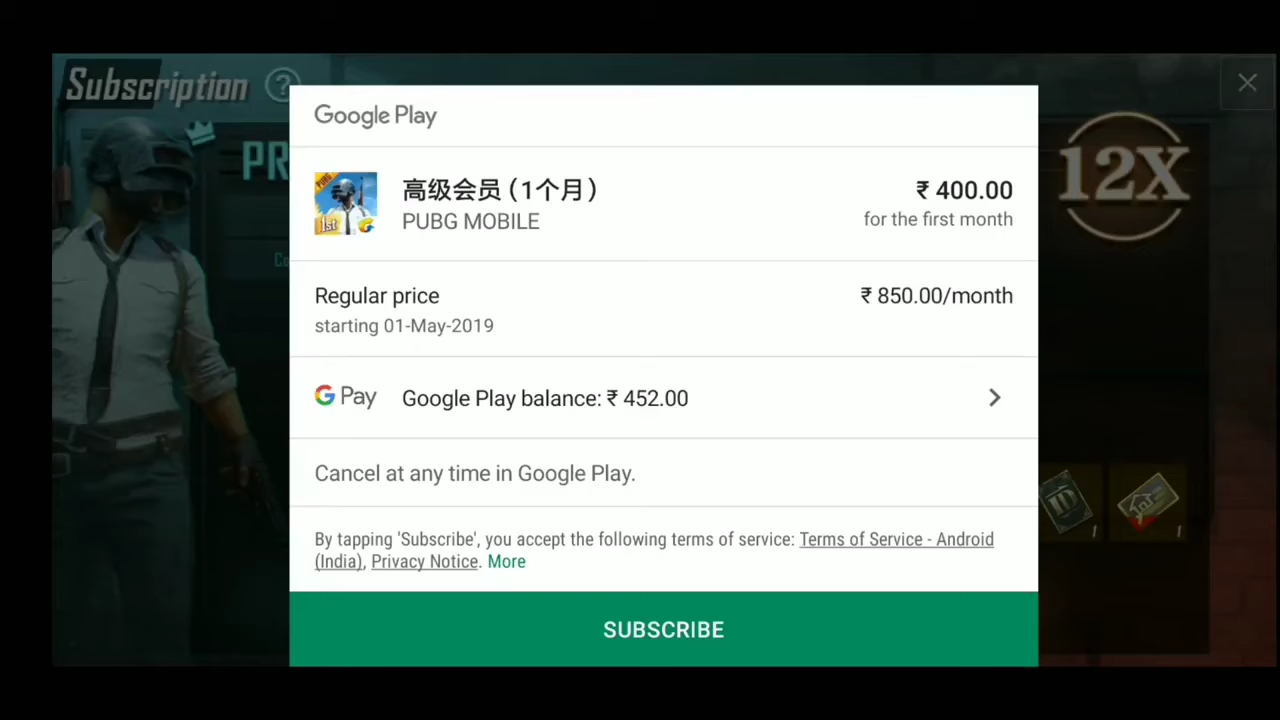 Subscription ?
Google Play
PR
12X
高级会员（1个月）
₹ 400.00
PUBG MOBILE
for the first month
Regular price
₹ 850.00/month
starting 01-May-2019
G Pay
Google Play balance: ₹ 452.00
Cancel at any time in Google Play.
By tapping 'Subscribe', you accept the following terms of service: Terms of Service - Android
(India), Privacy Notice. More
1
1
SUBSCRIBE